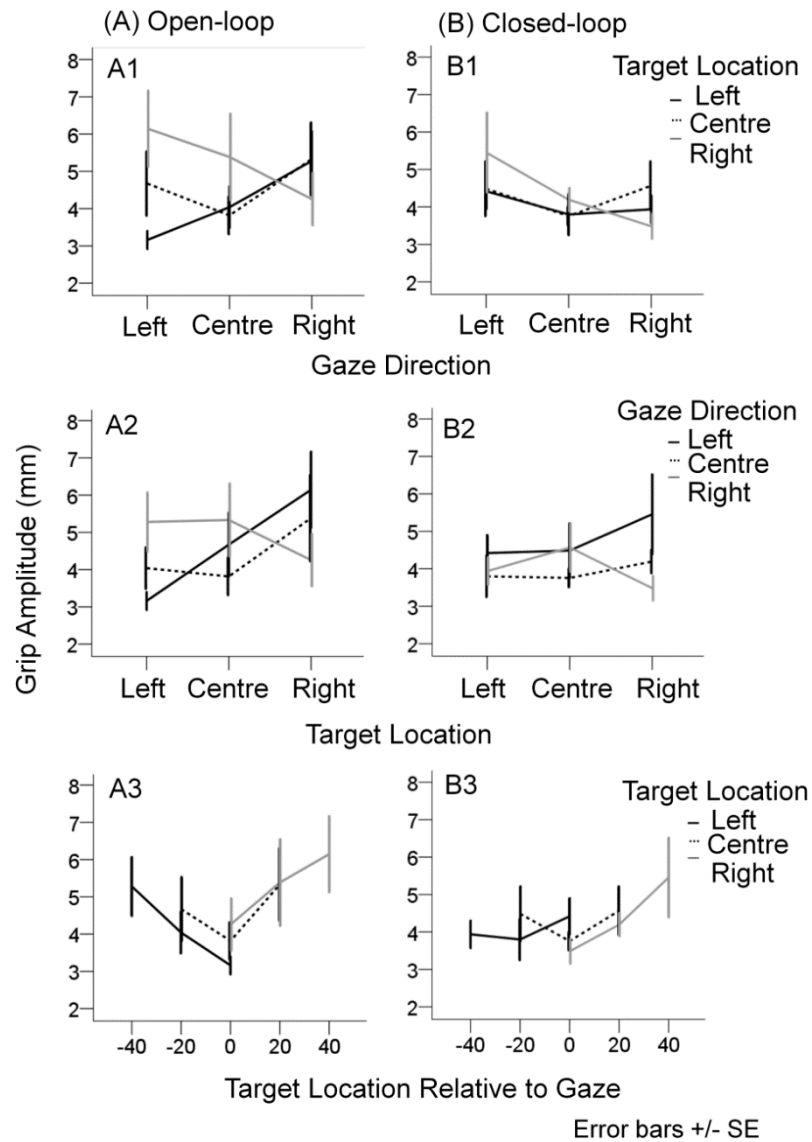 (A) Open-loop
(B) Closed-loop
A1
8
7
6
5
4
3
2
Left Centre Right
B1
8
7
6
5
4
3
2
Left Centre Right
Target Location
Left
Centre
Right
Gaze Direction
Grip Amplitude (mm)
A2
8
7
6
5
4
3
2
Left Centre Right
B2
8
7
6
5
4
3
2
Left Centre Right
Gaze Direction
Left
Centre
Right
Target Location
A3
8
7
6
5
4
3
2
-40 -20 0 20 40
B3
8
7
6
5
4
3
2
-40 -20 0 20 40
Target Location
Left
Centre
Right
Target Location Relative to Gaze
Error bars +/- SE